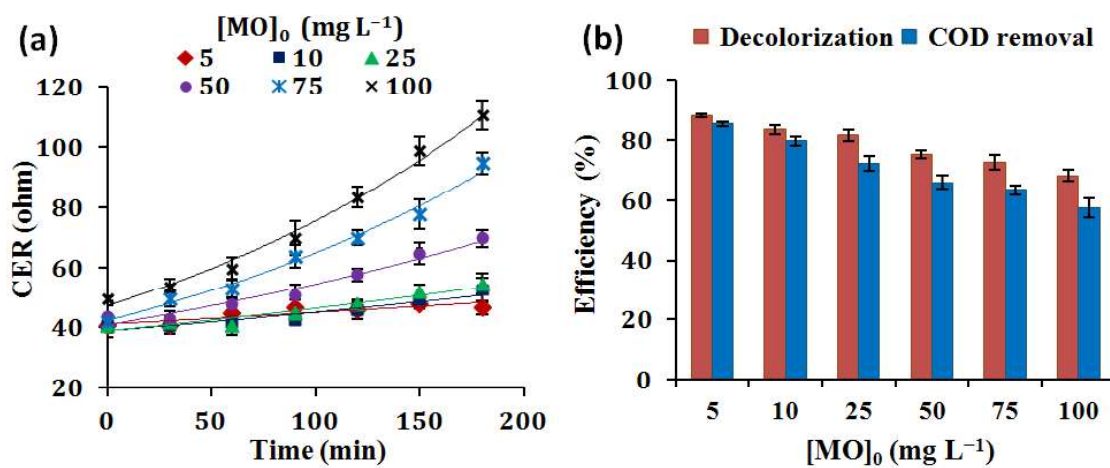 (a)
[MO]₀ (mg L⁻¹)
5 10 25
50 75 100
120
100
80
60
40
20
CER (ohm)
0 50 100 150 200
Time (min)
(b)
Decolorization COD removal
100
80
60
40
20
0
Efficiency (%)
5 10 25 50 75 100
[MO]₀ (mg L⁻¹)